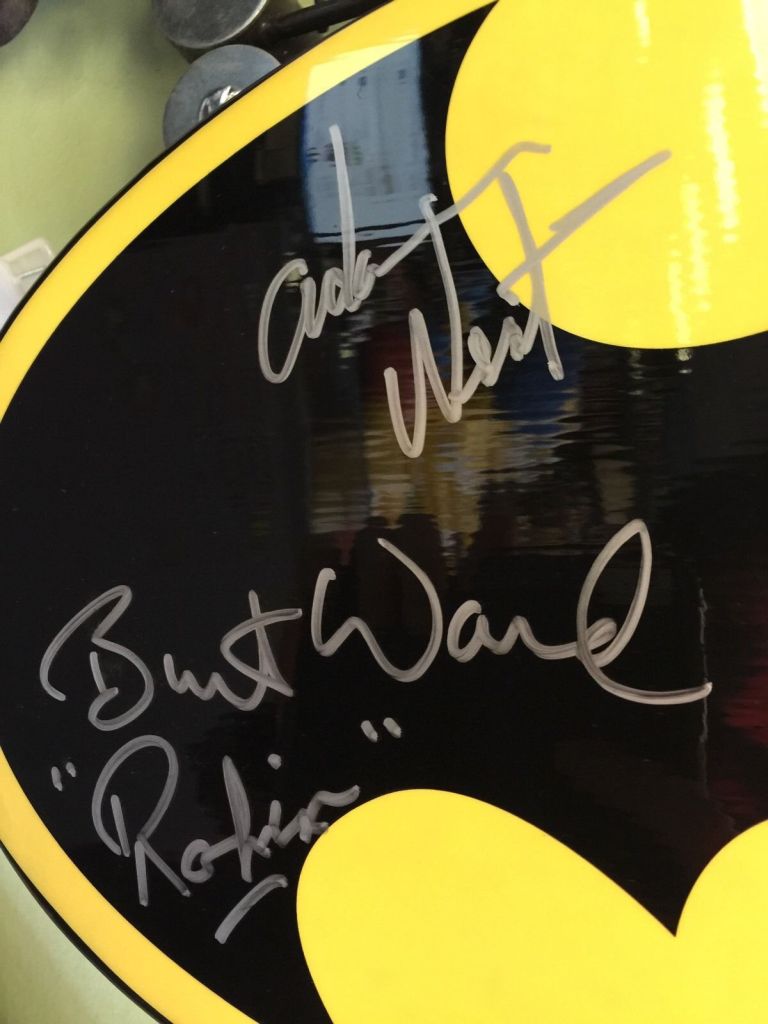 Adam
West
Burt Ward
"Robin"